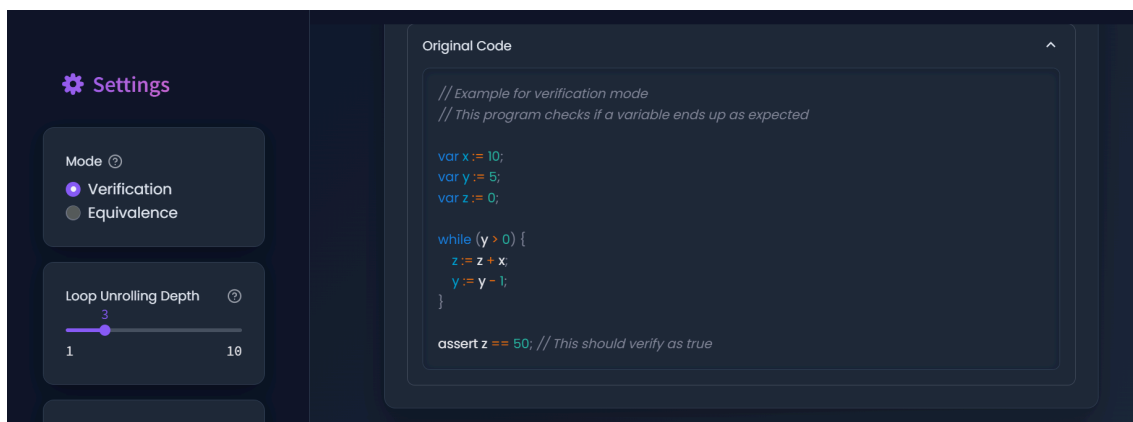 Settings
Mode ?
Verification
Equivalence
Loop Unrolling Depth ?
3
1 10
Original Code
// Example for verification mode
// This program checks if a variable ends up as expected
var x := 10;
var y := 5;
var z := 0;
while (y > 0) {
z := z + x;
y := y - 1;
}
assert z == 50; // This should verify as true